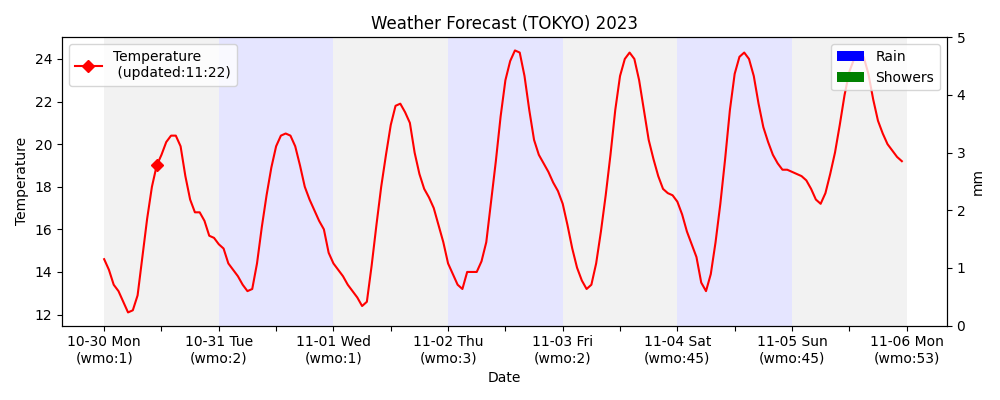 Weather Forecast (TOKYO) 2023
Temperature
(updated:11:22)
Rain
Showers
Temperature
24
22
20
18
16
14
12
5
4
3
2
1
0
mm
10-30 Mon
(wmo:1)
10-31 Tue
(wmo:2)
11-01 Wed
(wmo:1)
11-02 Thu
(wmo:3)
11-03 Fri
(wmo:2)
11-04 Sat
(wmo:45)
11-05 Sun
(wmo:45)
11-06 Mon
(wmo:53)
Date